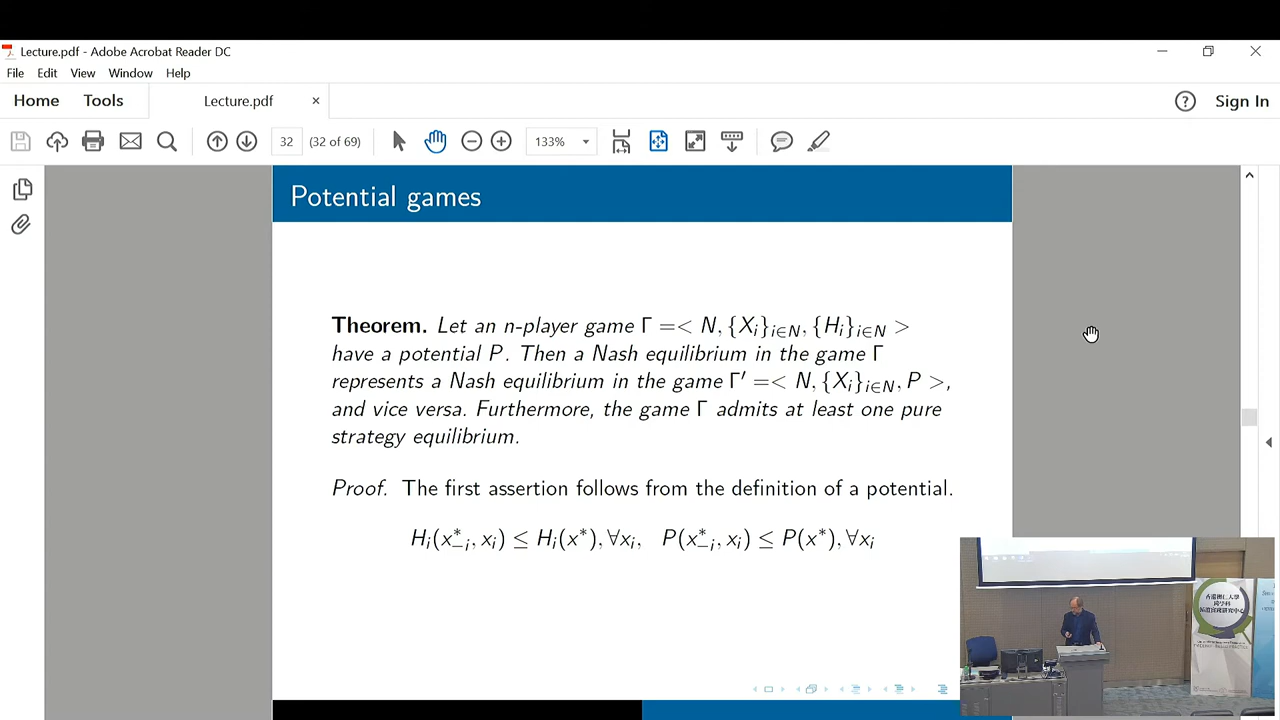 Lecture.pdf - Adobe Acrobat Reader DC
File Edit View Window Help
Home Tools Lecture.pdf × Sign In
32 (32 of 69) 133%
Potential games
Theorem. Let an n-player game Γ =< N, {X_i}_{i∈N}, {H_i}_{i∈N} >
have a potential P. Then a Nash equilibrium in the game Γ
represents a Nash equilibrium in the game Γ′ =< N, {X_i}_{i∈N}, P >,
and vice versa. Furthermore, the game Γ admits at least one pure
strategy equilibrium.
Proof. The first assertion follows from the definition of a potential.
H_i(x*_{−i}, x_i) ≤ H_i(x*), ∀x_i, P(x*_{−i}, x_i) ≤ P(x*), ∀x_i